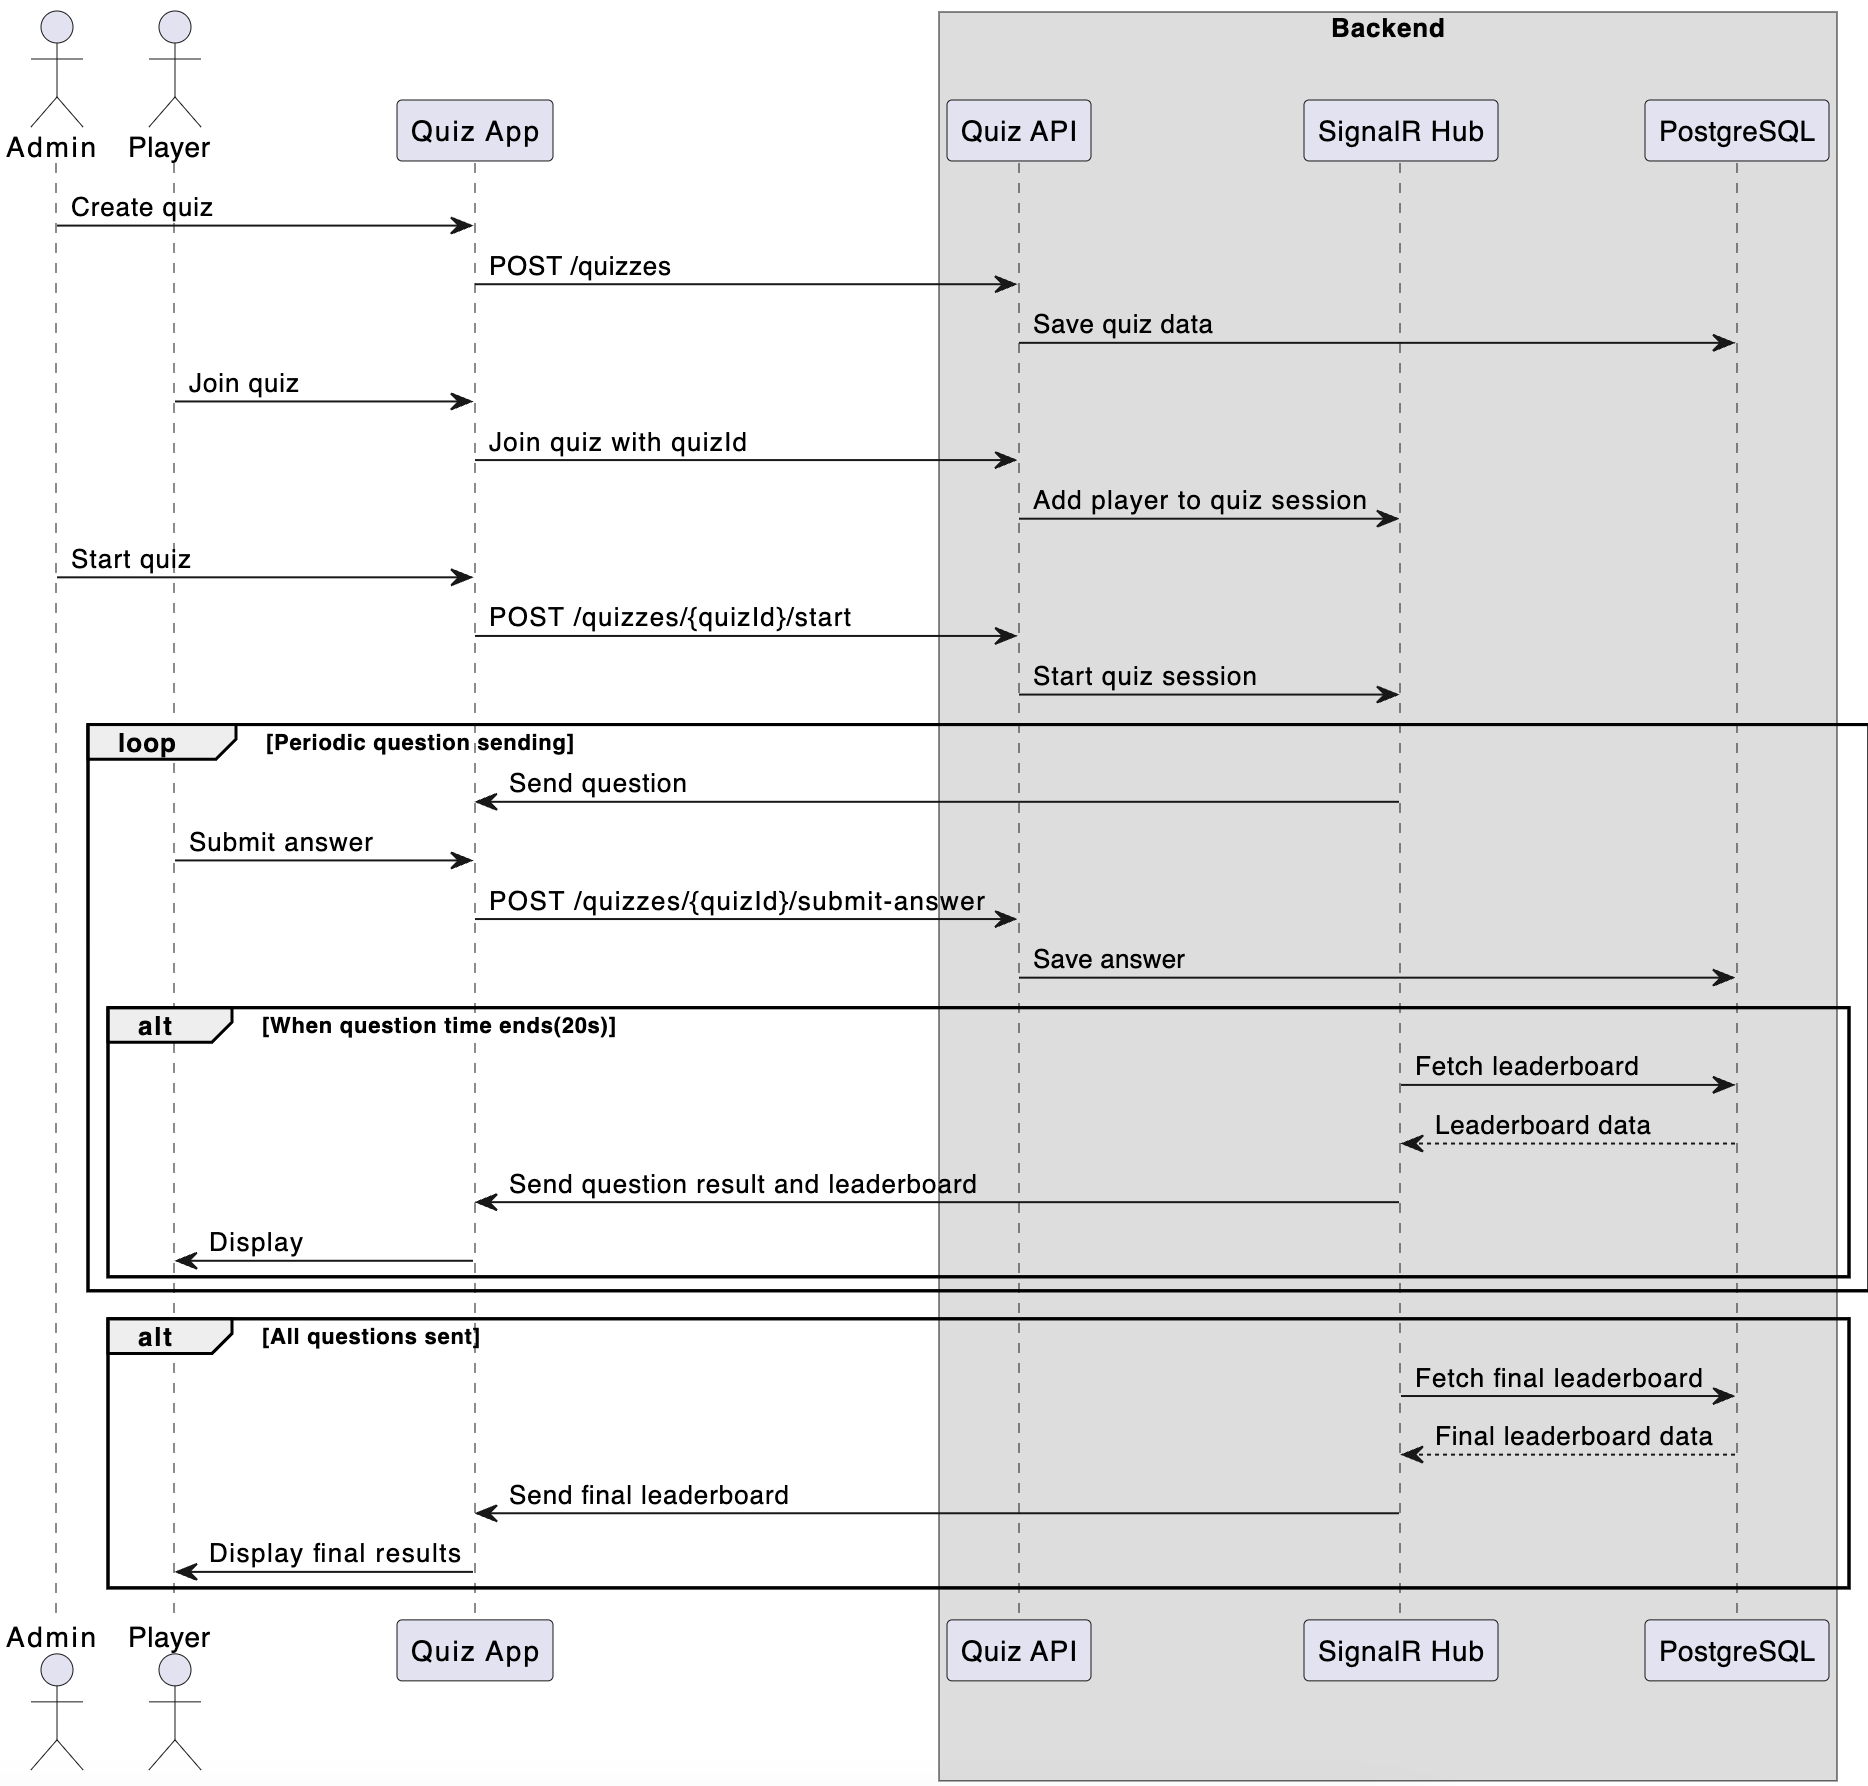 Backend
Admin
Player
Quiz App
Quiz API
SignalR Hub
PostgreSQL
Create quiz
POST /quizzes
Save quiz data
Join quiz
Join quiz with quizId
Add player to quiz session
Start quiz
POST /quizzes/{quizId}/start
Start quiz session
loop
[Periodic question sending]
Send question
Submit answer
POST /quizzes/{quizId}/submit-answer
Save answer
alt
[When question time ends(20s)]
Fetch leaderboard
Leaderboard data
Send question result and leaderboard
Display
alt
[All questions sent]
Fetch final leaderboard
Final leaderboard data
Send final leaderboard
Display final results
Admin
Player
Quiz App
Quiz API
SignalR Hub
PostgreSQL